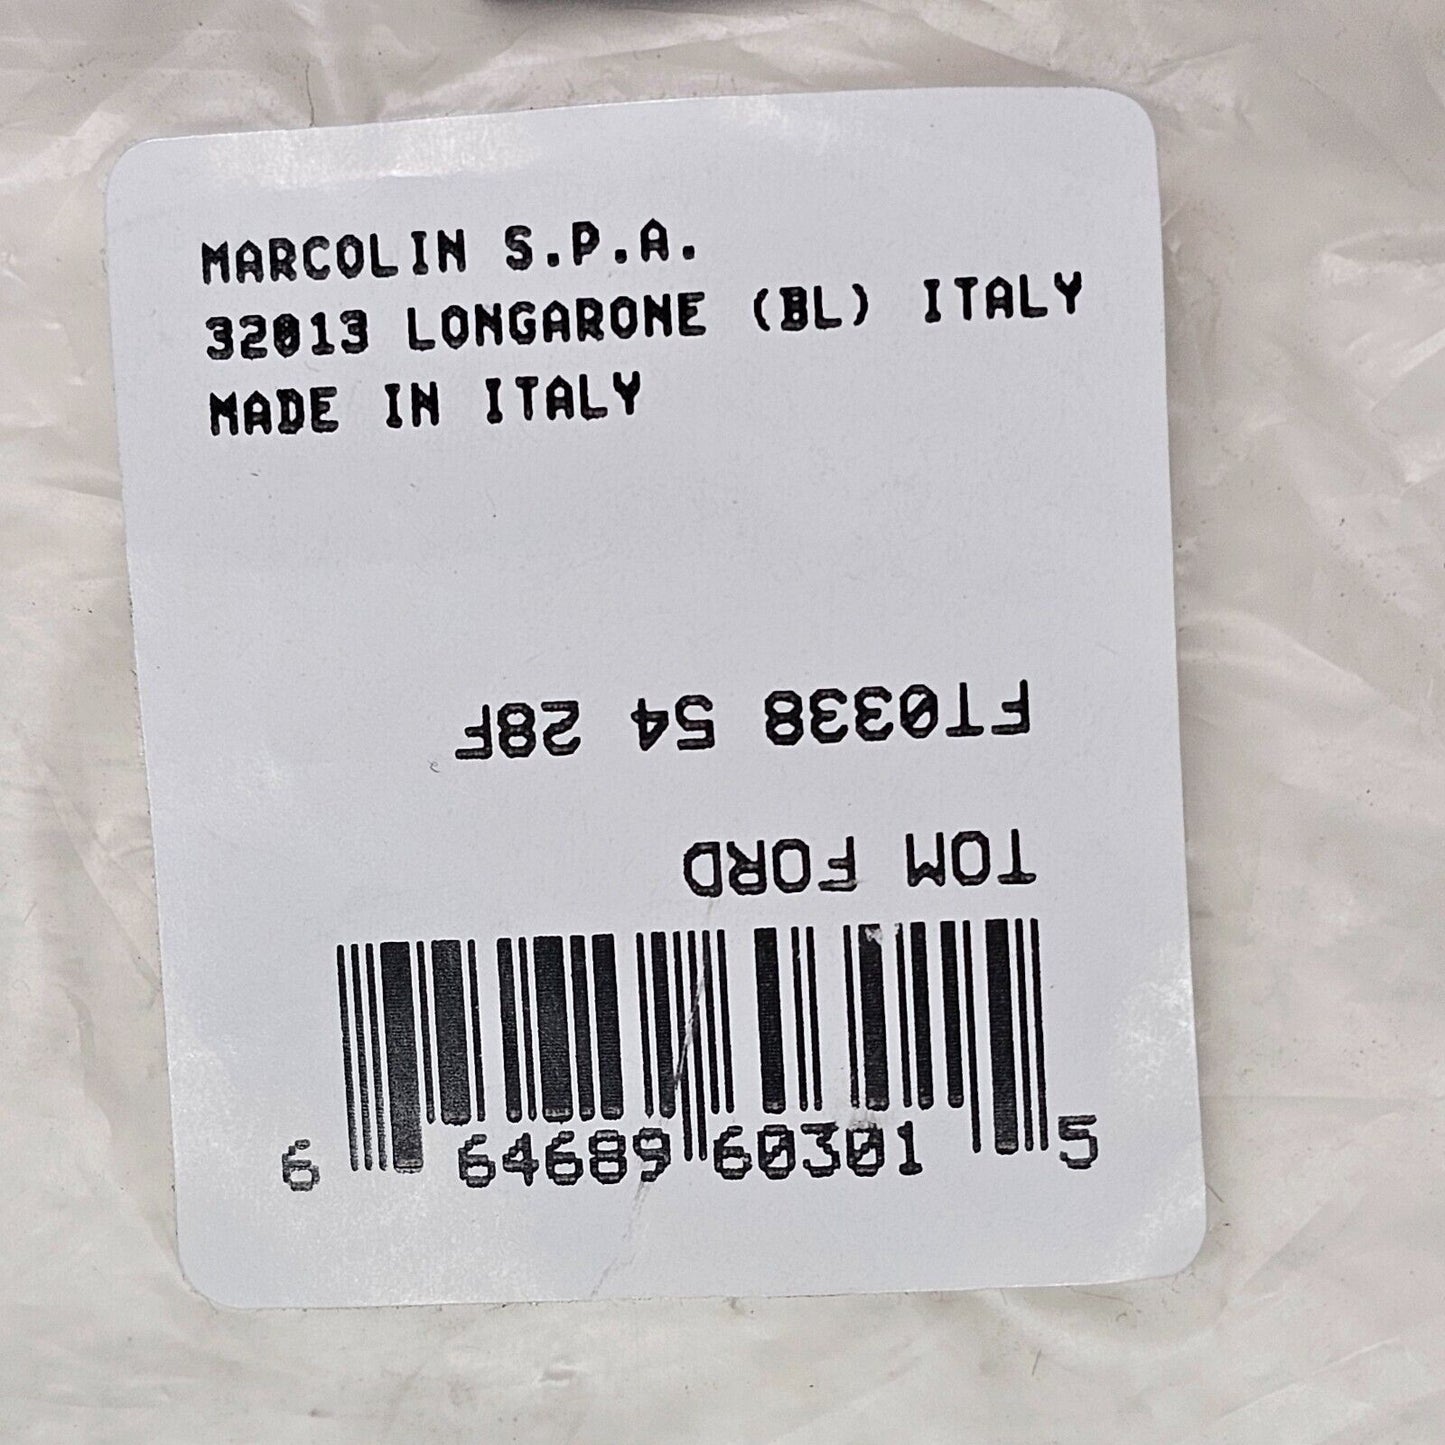 MARCOLIN S.P.A.
32013 LONGARONE (BL) ITALY
MADE IN ITALY
FT0338 54 28F
TOM FORD
6 64689 60301 5